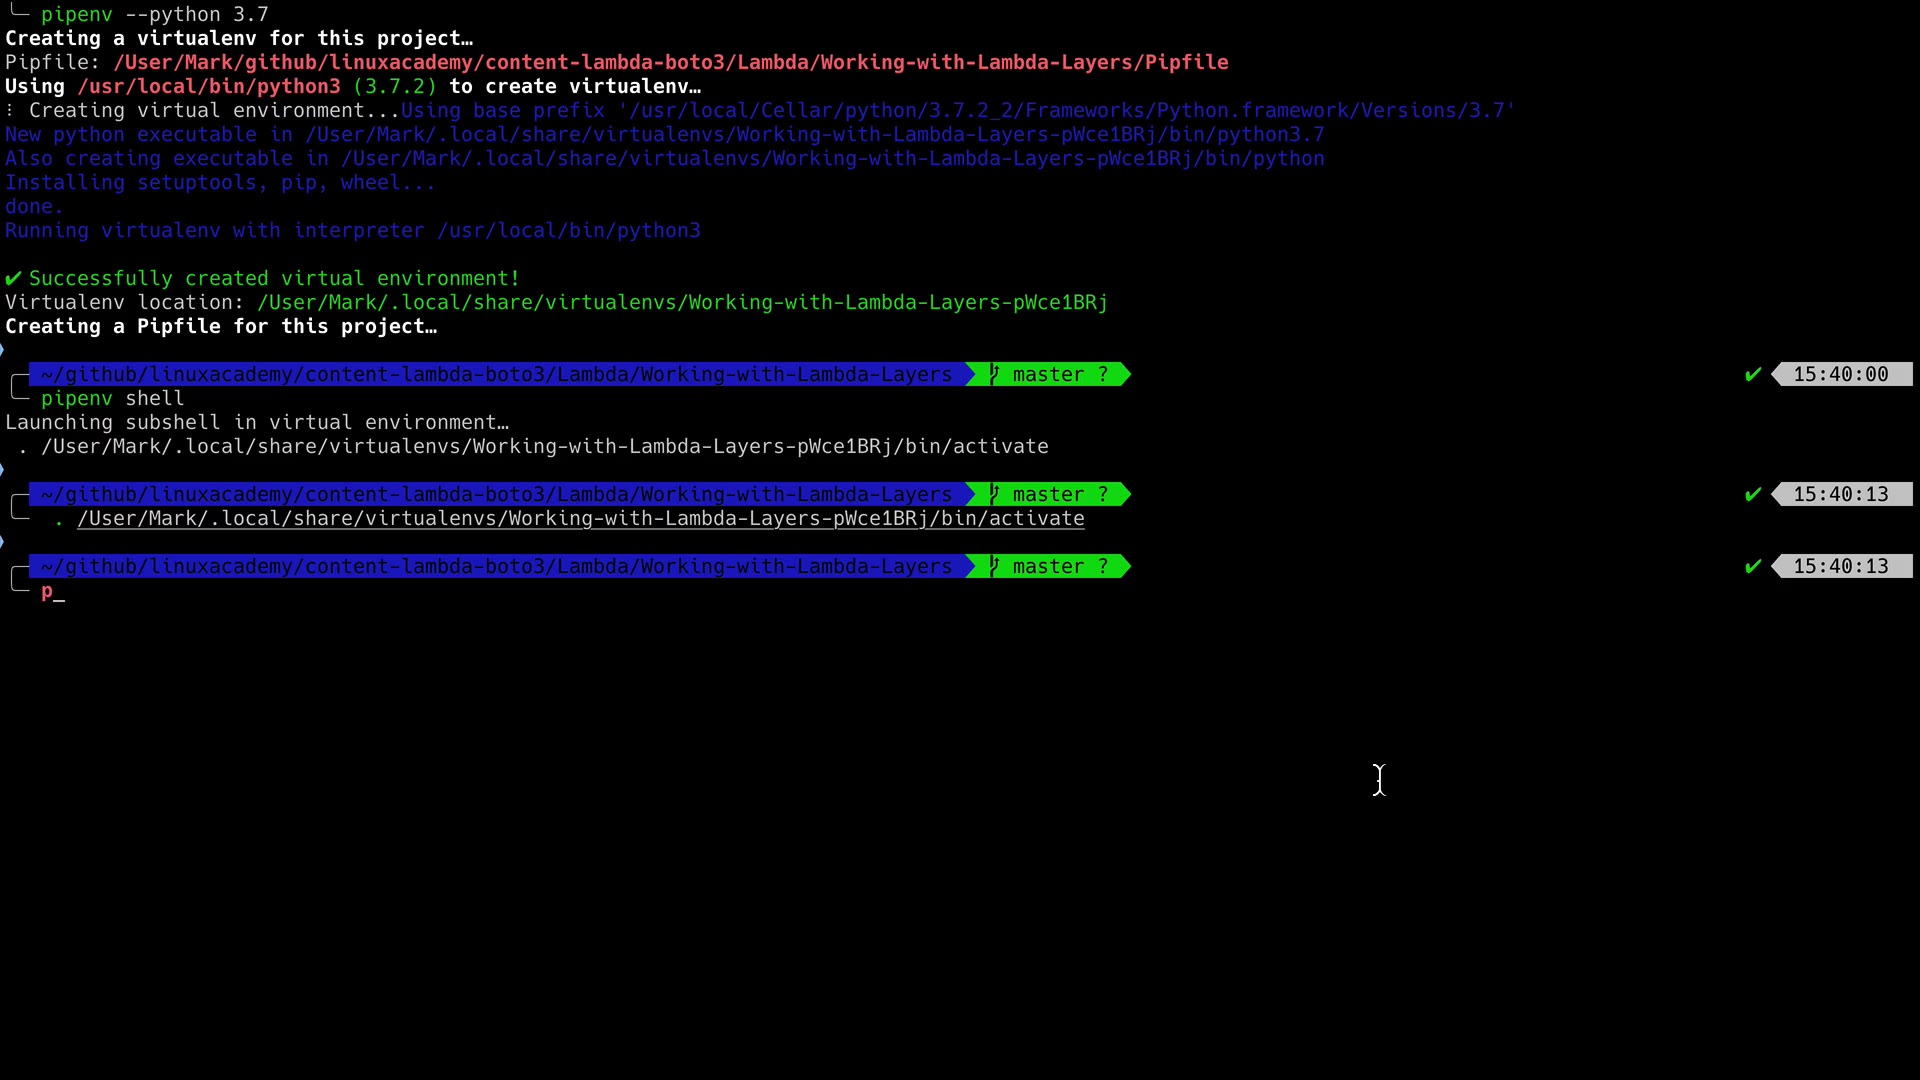 pipenv --python 3.7
Creating a virtualenv for this project…
Pipfile: /User/Mark/github/linuxacademy/content-lambda-boto3/Lambda/Working-with-Lambda-Layers/Pipfile
Using /usr/local/bin/python3 (3.7.2) to create virtualenv…
⠇ Creating virtual environment...Using base prefix '/usr/local/Cellar/python/3.7.2_2/Frameworks/Python.framework/Versions/3.7'
New python executable in /User/Mark/.local/share/virtualenvs/Working-with-Lambda-Layers-pWce1BRj/bin/python3.7
Also creating executable in /User/Mark/.local/share/virtualenvs/Working-with-Lambda-Layers-pWce1BRj/bin/python
Installing setuptools, pip, wheel...
done.
Running virtualenv with interpreter /usr/local/bin/python3
✔ Successfully created virtual environment!
Virtualenv location: /User/Mark/.local/share/virtualenvs/Working-with-Lambda-Layers-pWce1BRj
Creating a Pipfile for this project…
~/github/linuxacademy/content-lambda-boto3/Lambda/Working-with-Lambda-Layers master ? ✔ 15:40:00
pipenv shell
Launching subshell in virtual environment…
. /User/Mark/.local/share/virtualenvs/Working-with-Lambda-Layers-pWce1BRj/bin/activate
~/github/linuxacademy/content-lambda-boto3/Lambda/Working-with-Lambda-Layers master ? ✔ 15:40:13
. /User/Mark/.local/share/virtualenvs/Working-with-Lambda-Layers-pWce1BRj/bin/activate
~/github/linuxacademy/content-lambda-boto3/Lambda/Working-with-Lambda-Layers master ? ✔ 15:40:13
p_